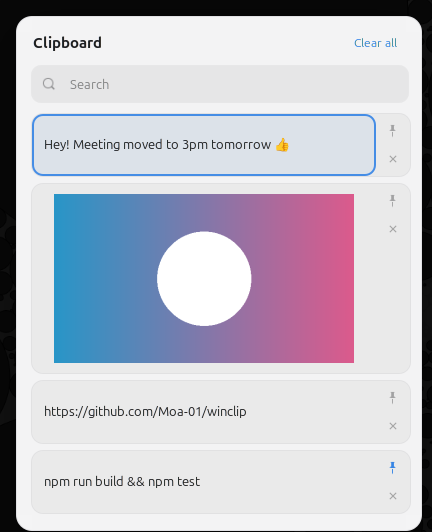 Clipboard
Clear all
Search
Hey! Meeting moved to 3pm tomorrow 👍
https://github.com/Moa-01/winclip
npm run build && npm test